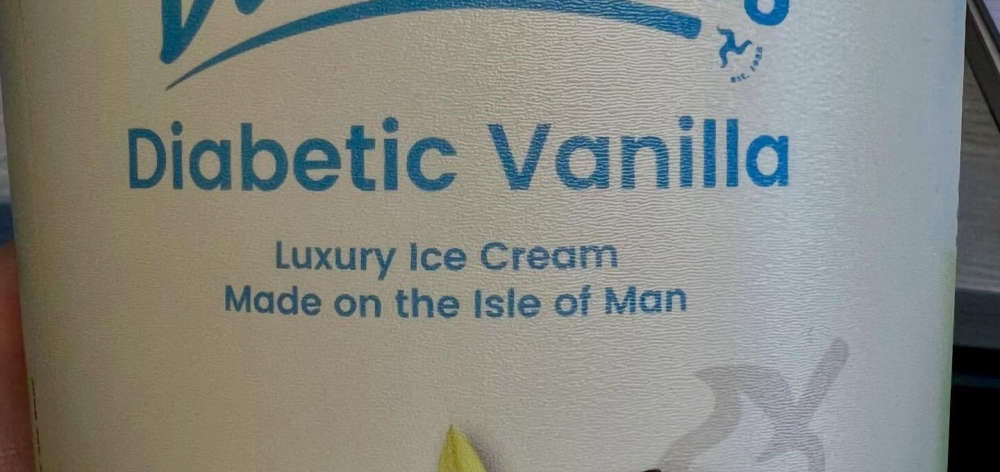 Diabetic Vanilla
Luxury Ice Cream
Made on the Isle of Man